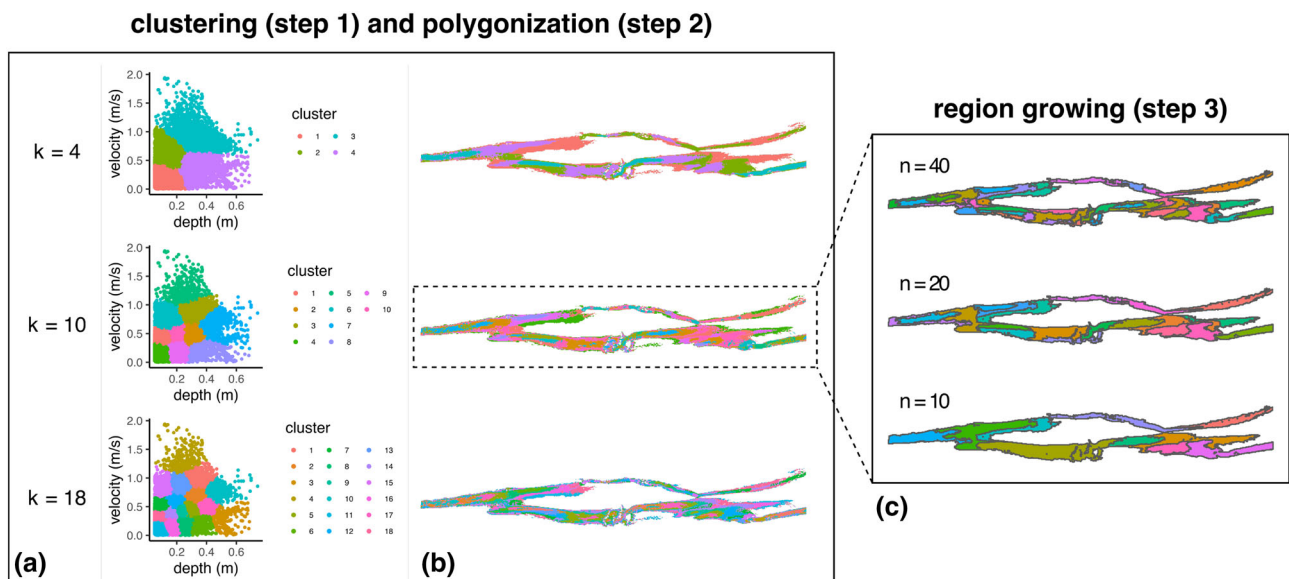 clustering (step 1) and polygonization (step 2)
k = 4
velocity (m/s)
2.0
1.5
1.0
0.5
0.0
0.2 0.4 0.6
depth (m)
cluster
1 3
2 4
k = 10
velocity (m/s)
2.0
1.5
1.0
0.5
0.0
0.2 0.4 0.6
depth (m)
cluster
1 5 9
2 6 10
3 7
4 8
k = 18
velocity (m/s)
2.0
1.5
1.0
0.5
0.0
0.2 0.4 0.6
depth (m)
cluster
1 7 13
2 8 14
3 9 15
4 10 16
5 11 17
6 12 18
(a)
(b)
region growing (step 3)
n = 40
n = 20
n = 10
(c)